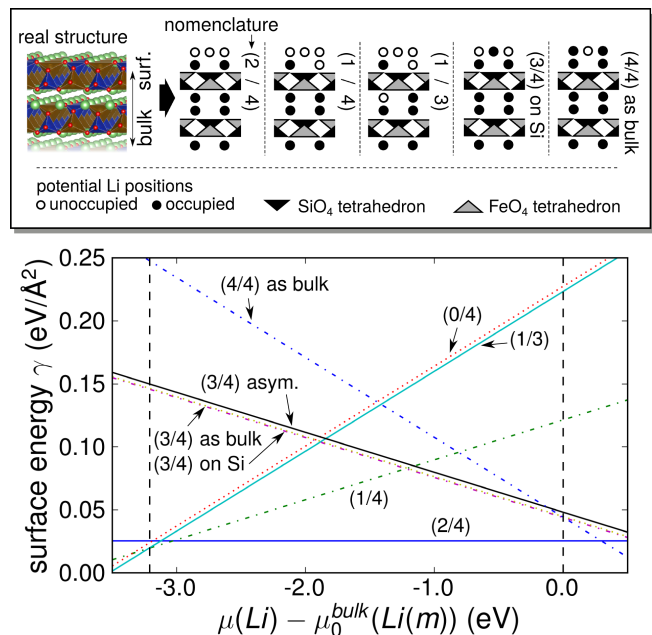 real structure
nomenclature
surf.
bulk
(2 / 4)
(1 / 4)
(1 / 3)
(3/4) on Si
(4/4) as bulk
potential Li positions
unoccupied
occupied
SiO4 tetrahedron
FeO4 tetrahedron
surface energy γ (eV/Å²)
0.25
0.20
0.15
0.10
0.05
0.00
(4/4) as bulk
(0/4)
(1/3)
(3/4) asym.
(3/4) as bulk
(3/4) on Si
(1/4)
(2/4)
-3.0 -2.0 -1.0 0.0
μ(Li) − μ₀ᵇᵘˡᵏ(Li(m)) (eV)